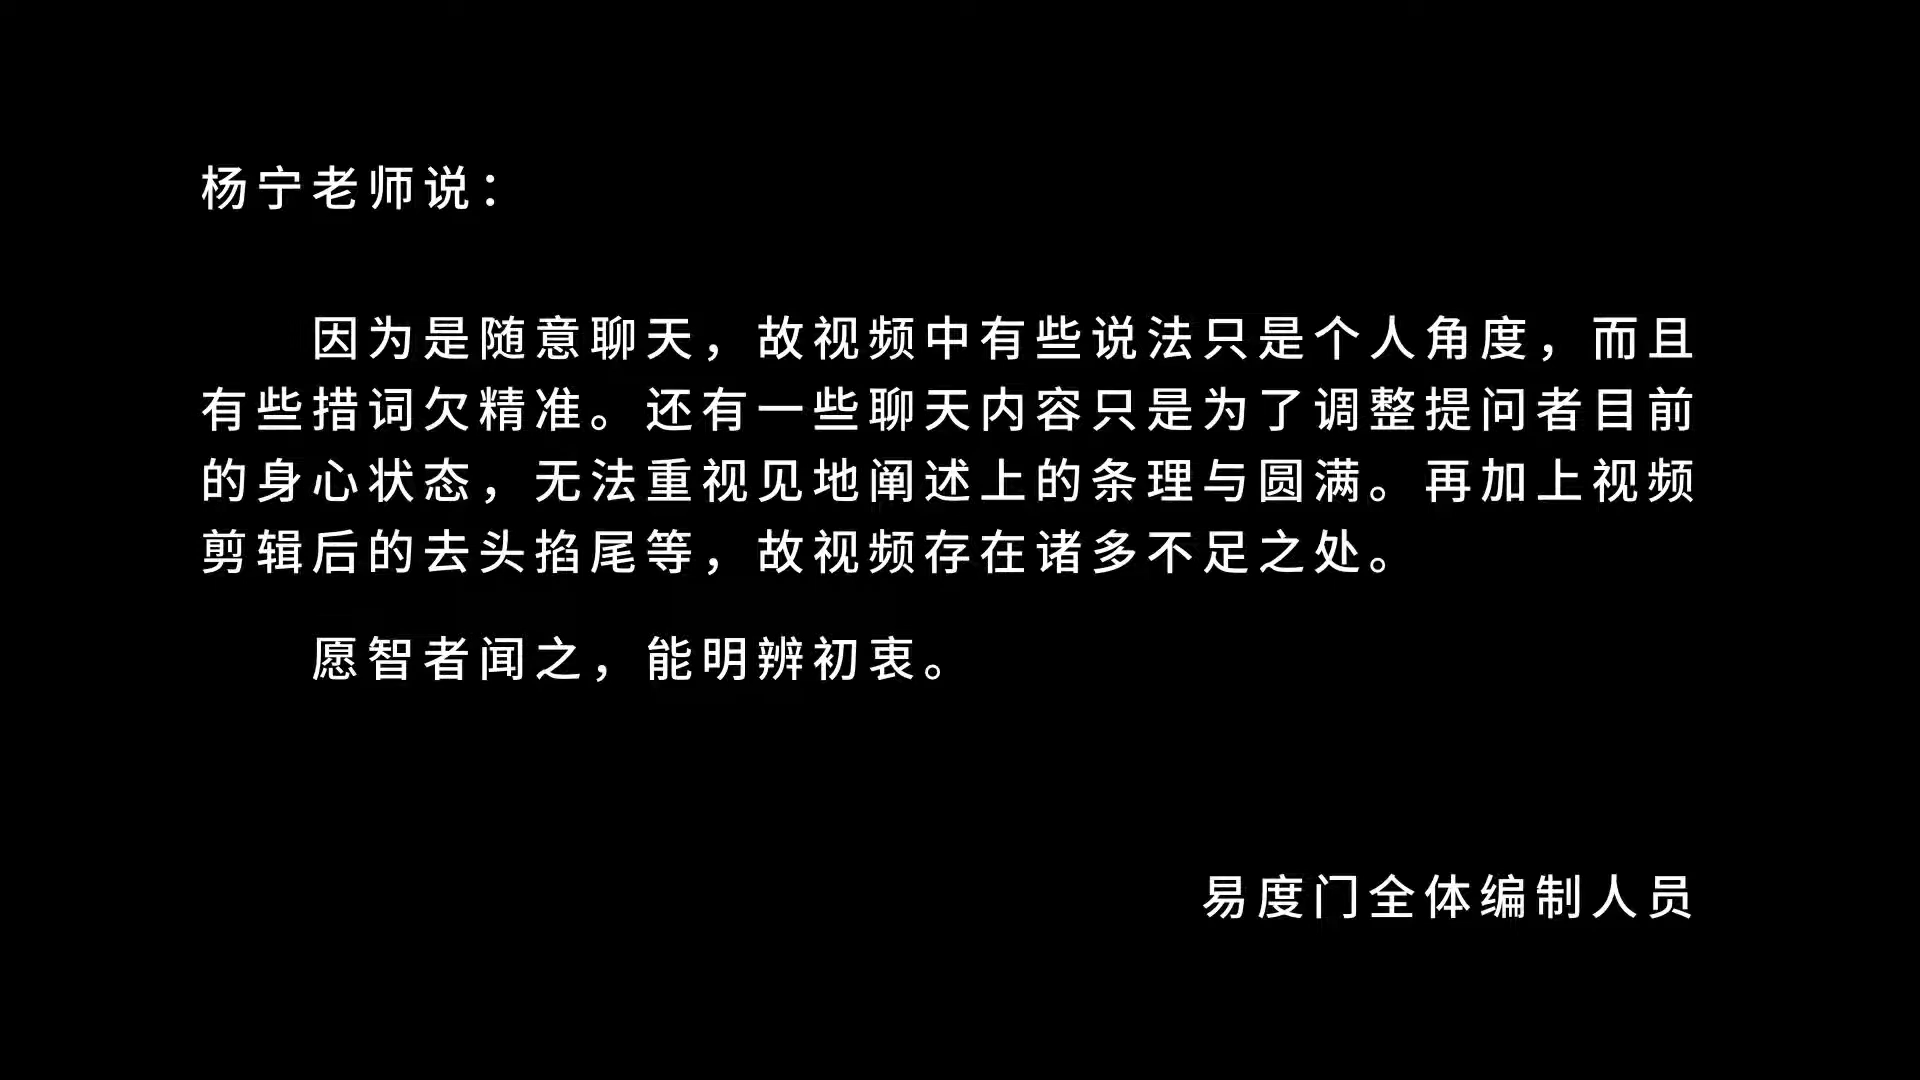 杨宁老师说：
因为是随意聊天，故视频中有些说法只是个人角度，而且
有些措词欠精准。还有一些聊天内容只是为了调整提问者目前
的身心状态，无法重视见地阐述上的条理与圆满。再加上视频
剪辑后的去头掐尾等，故视频存在诸多不足之处。
愿智者闻之，能明辨初衷。
易度门全体编制人员